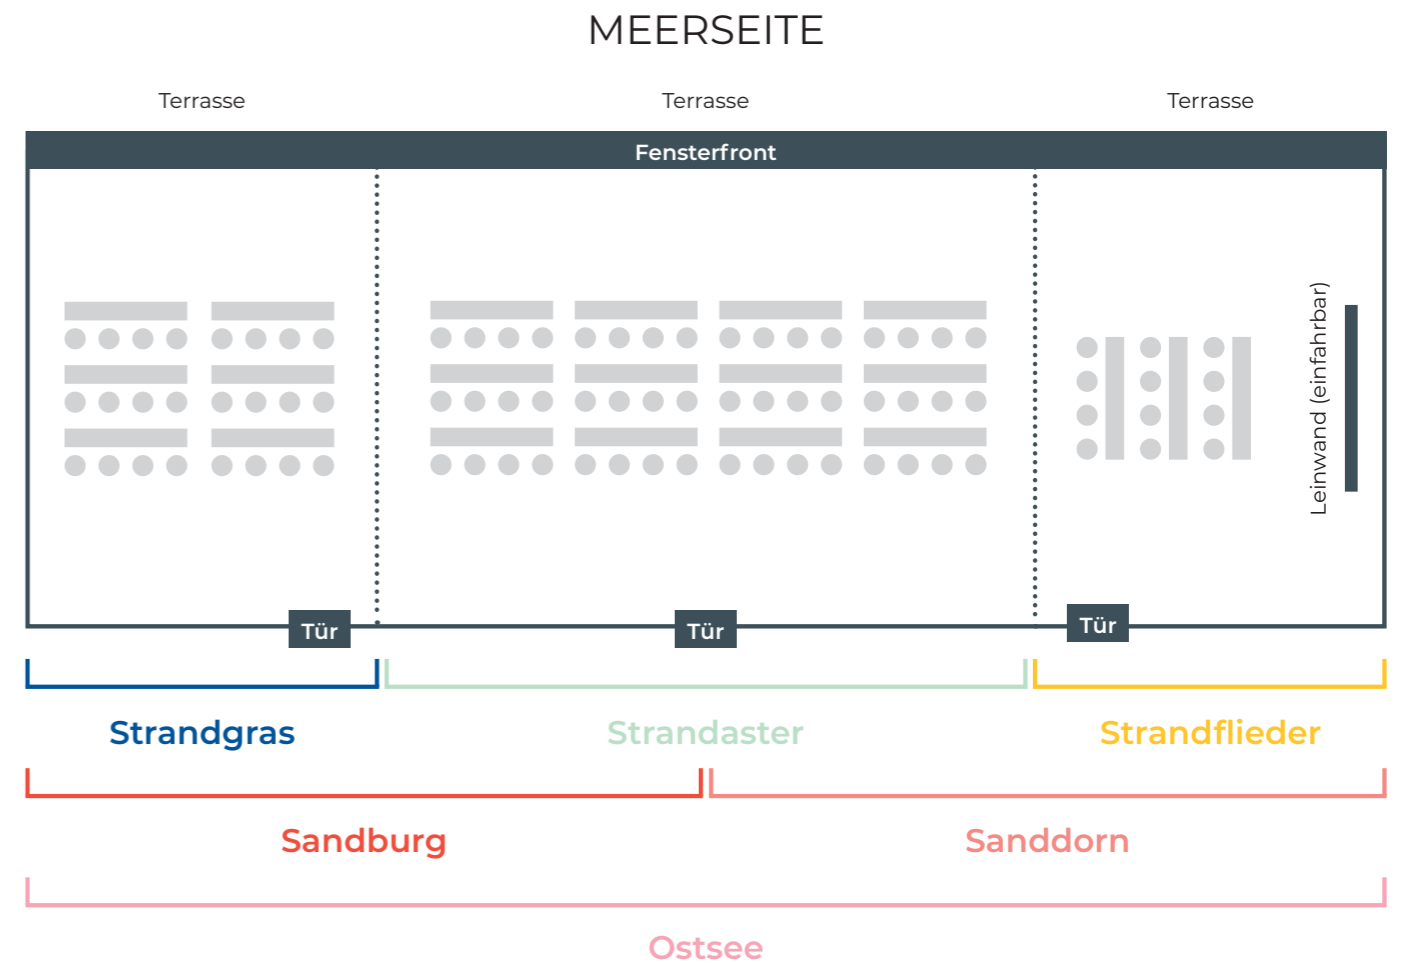 MEERSEITE
Terrasse
Terrasse
Terrasse
Fensterfront
Leinwand (einfahrbar)
Tür
Tür
Tür
Strandgras
Strandaster
Strandflieder
Sandburg
Sanddorn
Ostsee